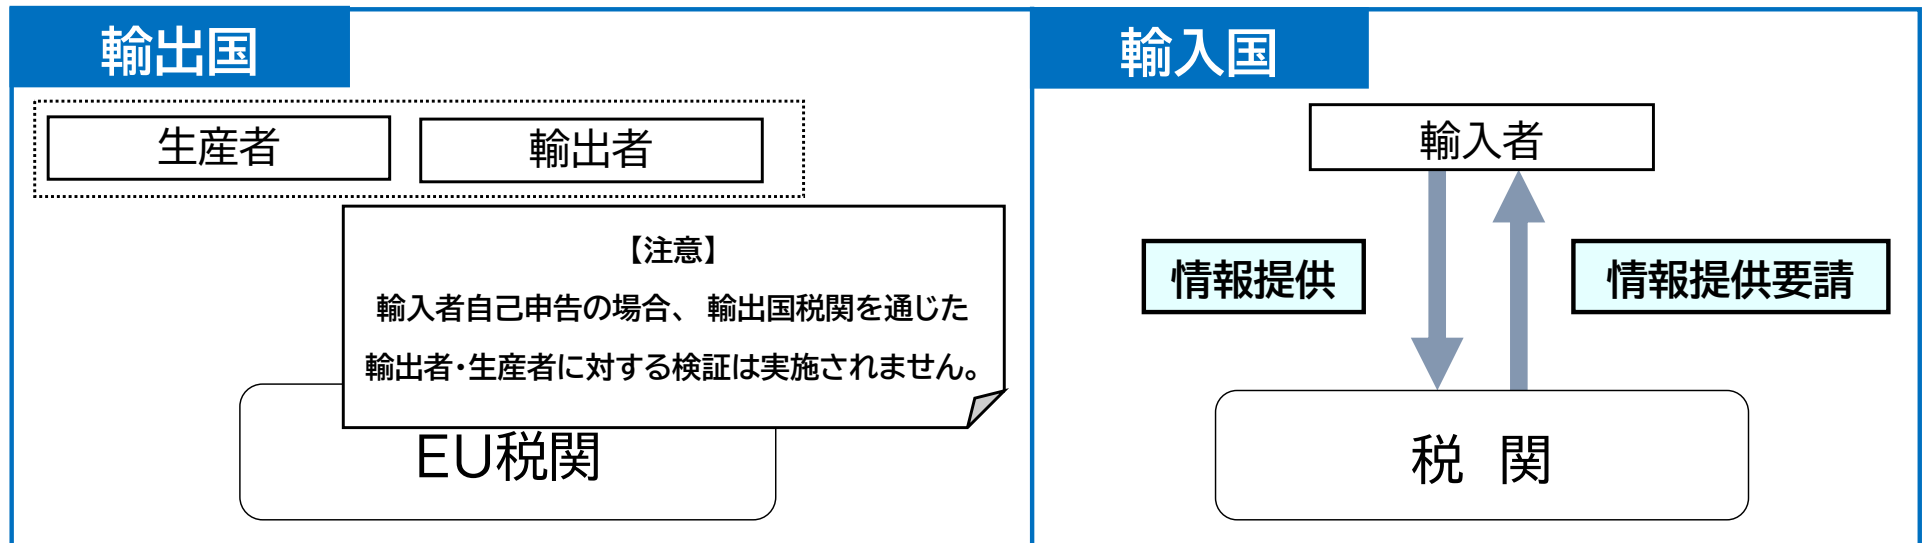 輸出国
生産者
輸出者
【注意】
輸入者自己申告の場合、輸出国税関を通じた
輸出者・生産者に対する検証は実施されません。
EU税関
輸入国
輸入者
情報提供
情報提供要請
税 関